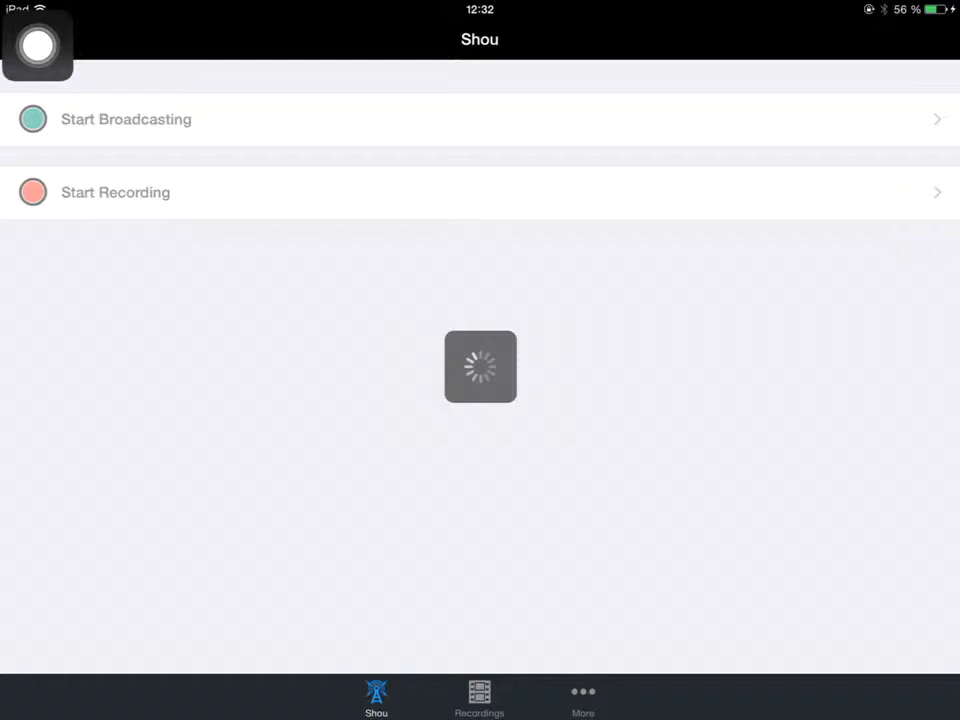 iPad 12:32 56 %
Shou
Start Broadcasting
Start Recording
Shou Recordings More